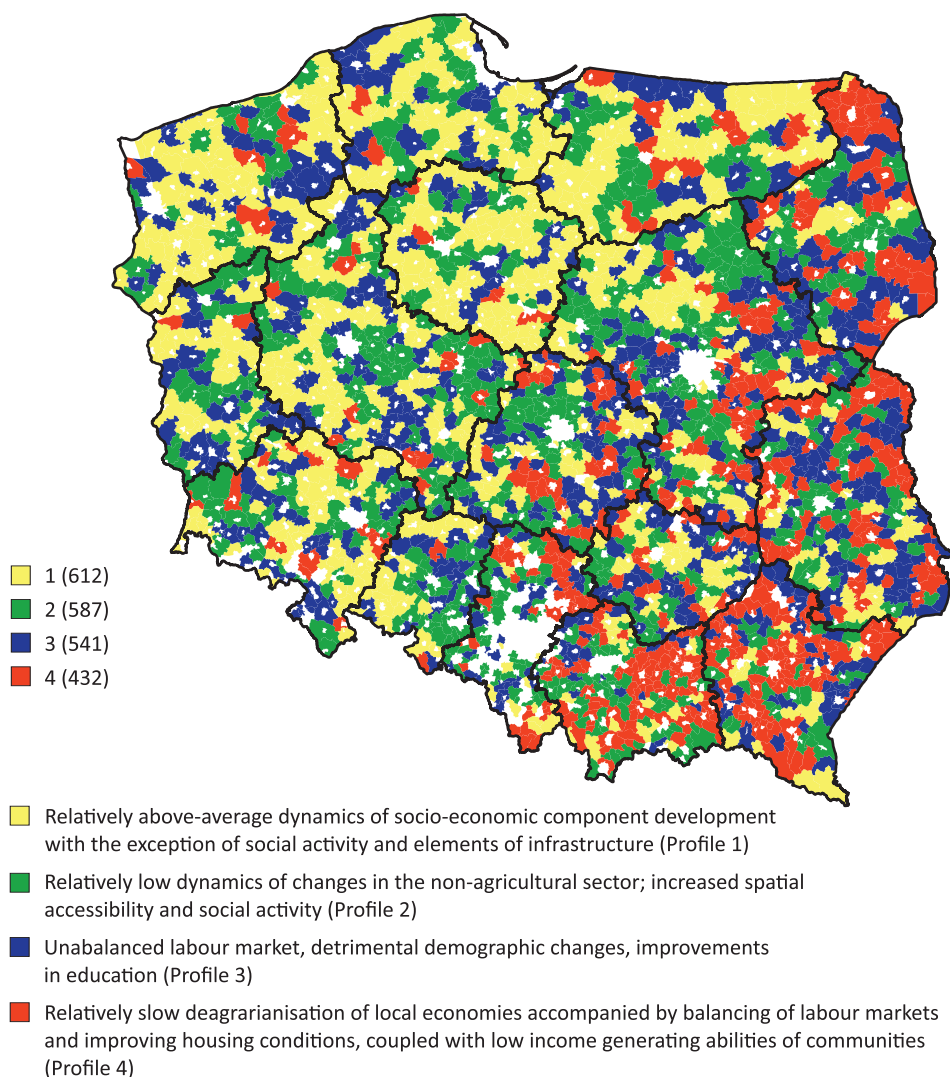 1 (612)
2 (587)
3 (541)
4 (432)
Relatively above-average dynamics of socio-economic component development
with the exception of social activity and elements of infrastructure (Profile 1)
Relatively low dynamics of changes in the non-agricultural sector; increased spatial
accessibility and social activity (Profile 2)
Unabalanced labour market, detrimental demographic changes, improvements
in education (Profile 3)
Relatively slow deagrarianisation of local economies accompanied by balancing of labour markets
and improving housing conditions, coupled with low income generating abilities of communities
(Profile 4)